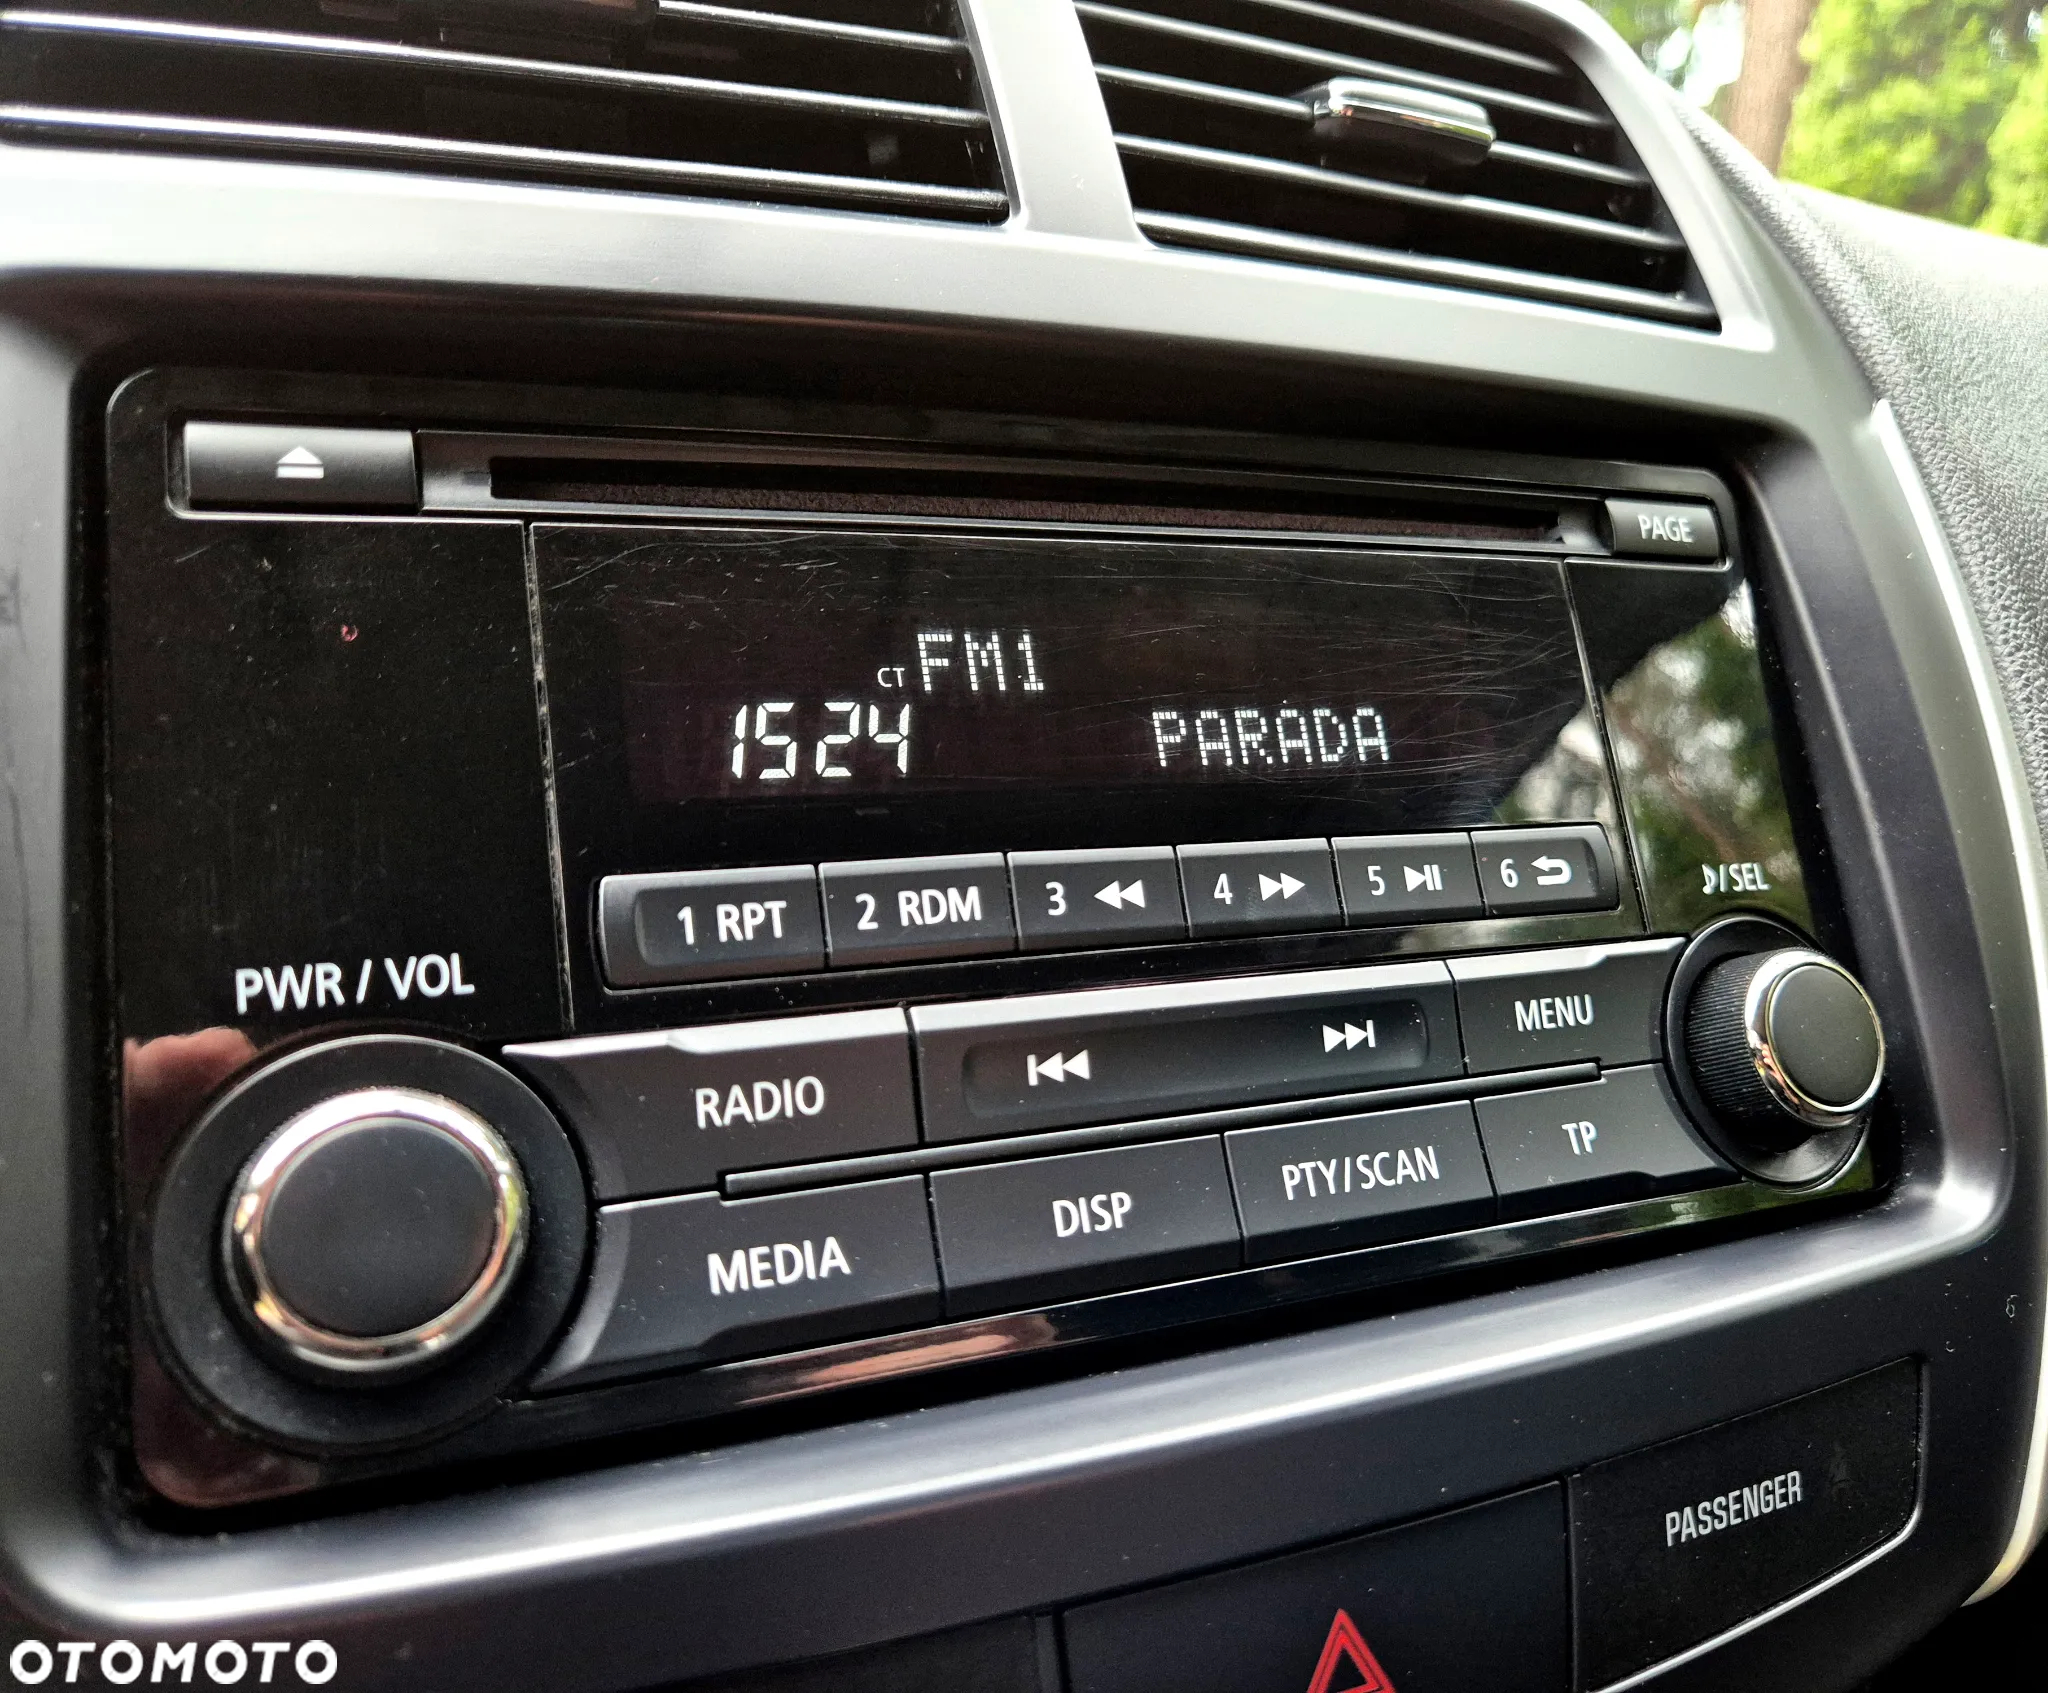 PAGE
CT FM1
1524 PARADA
1 RPT 2 RDM 3 4 5 6
♪/SEL
PWR / VOL
RADIO MENU
MEDIA DISP PTY/SCAN TP
PASSENGER
OTOMOTO